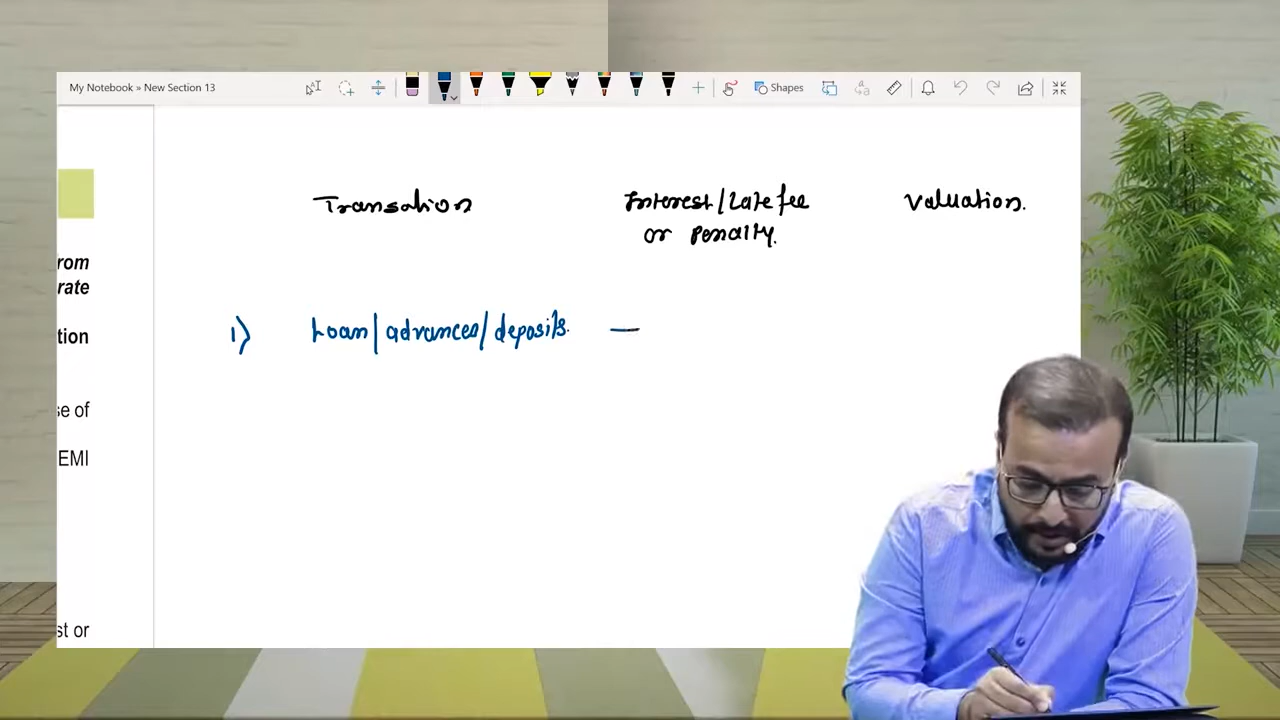 My Notebook » New Section 13
Shapes
Transation Interest/Late fee Valuation.
or penalty.
rom
rate
1) Loan/advances/deposits. —
tion
se of
EMI
st or